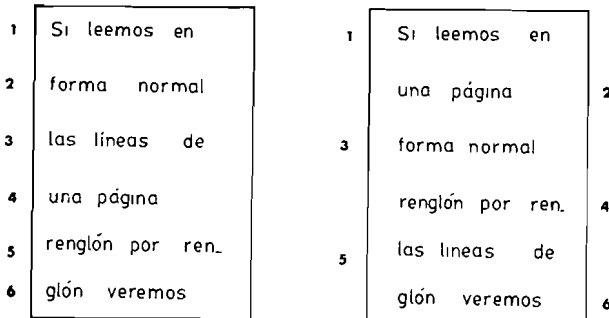 1 Si leemos en
2 forma normal
3 las líneas de
4 una página
5 renglón por ren-
6 glón veremos
1 Si leemos en
una página 2
3 forma normal
renglón por ren- 4
5 las lineas de
glón veremos 6